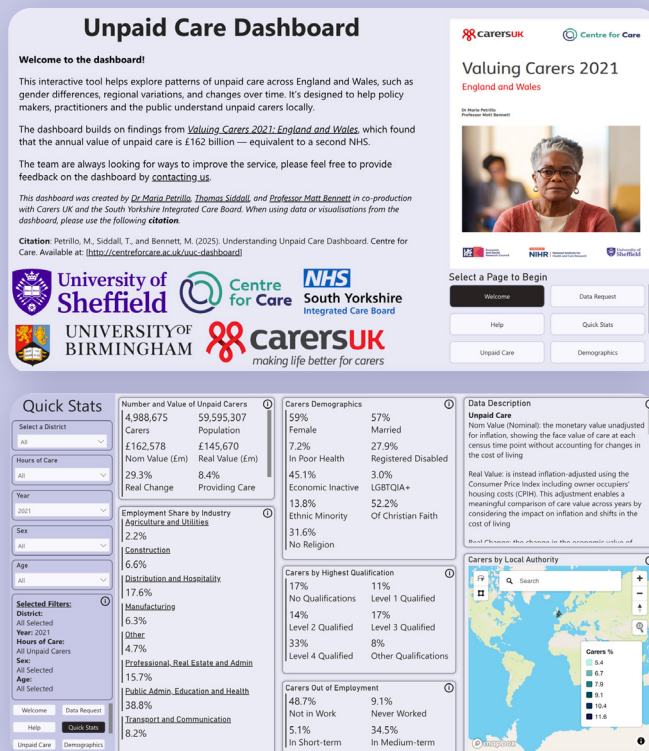 Unpaid Care Dashboard
Welcome to the dashboard!
This interactive tool helps explore patterns of unpaid care across England and Wales, such as
gender differences, regional variations, and changes over time. It's designed to help policy
makers, practitioners and the public understand unpaid carers locally.
The dashboard builds on findings from Valuing Carers 2021: England and Wales, which found
that the annual value of unpaid care is £162 billion — equivalent to a second NHS.
The team are always looking for ways to improve the service, please feel free to provide
feedback on the dashboard by contacting us.
This dashboard was created by Dr Maria Petrillo, Thomas Siddall, and Professor Matt Bennett in co-production
with Carers UK and the South Yorkshire Integrated Care Board. When using data or visualisations from the
dashboard, please use the following citation.
Citation: Petrillo, M., Siddall, T., and Bennett, M. (2025). Understanding Unpaid Care Dashboard. Centre for
Care. Available at: [http://centreforcare.ac.uk/uuc-dashboard]
University of
Sheffield
Centre
for Care
NHS
South Yorkshire
Integrated Care Board
UNIVERSITY OF
BIRMINGHAM
carersUK
making life better for carers
carersUK
Centre for Care
Valuing Carers 2021
England and Wales
Dr Maria Petrillo
Professor Matt Bennett
NIHR
University of
Sheffield
Select a Page to Begin
Welcome
Data Request
Help
Quick Stats
Unpaid Care
Demographics
Quick Stats
Select a District
All
Hours of Care
All
Year
2021
Sex
All
Age
All
Selected Filters:
District:
All Selected
Year: 2021
Hours of Care:
All Unpaid Carers
Sex:
All Selected
Age:
All Selected
Welcome
Data Request
Help
Quick Stats
Unpaid Care
Demographics
Number and Value of Unpaid Carers
4,988,675 59,595,307
Carers Population
£162,578 £145,670
Nom Value (£m) Real Value (£m)
29.3% 8.4%
Real Change Providing Care
Employment Share by Industry
Agriculture and Utilities
2.2%
Construction
6.6%
Distribution and Hospitality
17.6%
Manufacturing
6.3%
Other
4.7%
Professional, Real Estate and Admin
15.7%
Public Admin, Education and Health
38.8%
Transport and Communication
8.2%
Carers Demographics
59% 57%
Female Married
7.2% 27.9%
In Poor Health Registered Disabled
45.1% 3.0%
Economic Inactive LGBTQIA+
13.8% 52.2%
Ethnic Minority Of Christian Faith
31.6%
No Religion
Carers by Highest Qualification
17% 11%
No Qualifications Level 1 Qualified
14% 17%
Level 2 Qualified Level 3 Qualified
33% 8%
Level 4 Qualified Other Qualifications
Carers Out of Employment
48.7% 9.1%
Not in Work Never Worked
5.1% 34.5%
In Short-term In Medium-term
Data Description
Unpaid Care
Nom Value (Nominal): the monetary value unadjusted
for inflation, showing the face value of care at each
census time point without accounting for changes in
the cost of living
Real Value: is instead inflation-adjusted using the
Consumer Price Index including owner occupiers'
housing costs (CPIH). This adjustment enables a
meaningful comparison of care value across years by
considering the impact on inflation and shifts in the
cost of living
Real Change: the change in the economic value of
Carers by Local Authority
Search
Carers %
5.4
6.7
7.9
9.1
10.4
11.6
mapbox